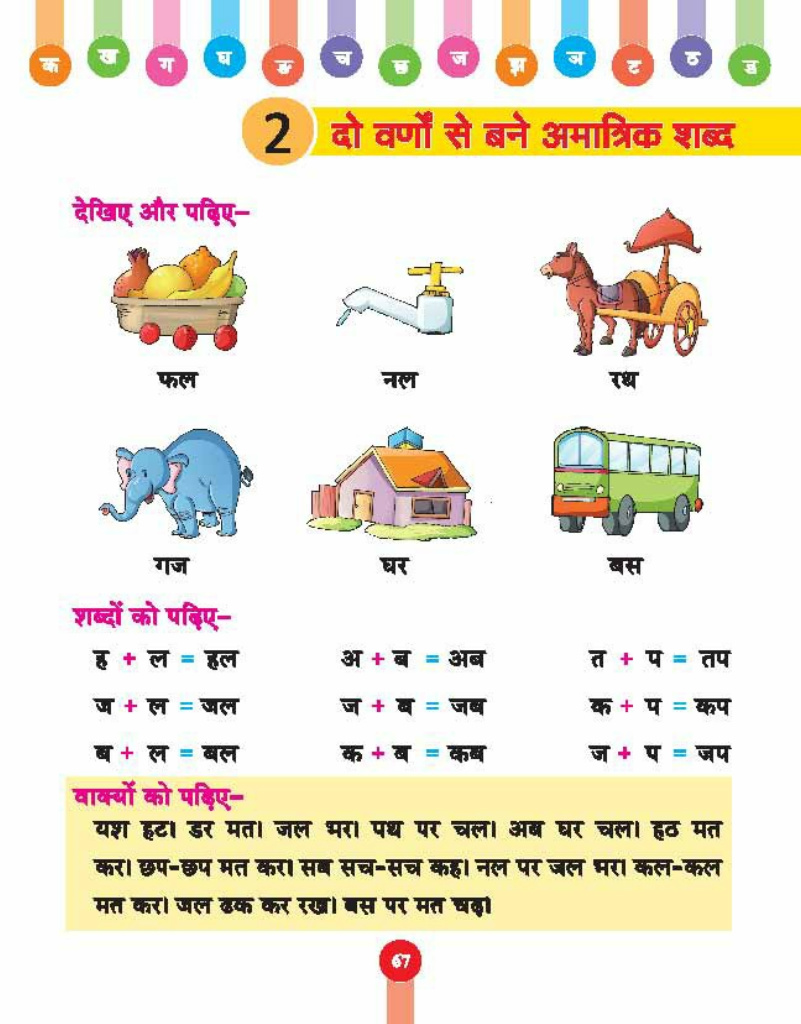 क ख ग घ ङ च छ ज झ ञ ट ठ ड
2 दो वर्णों से बने अमात्रिक शब्द
देखिए और पढ़िए–
फल नल रथ
गज घर बस
शब्दों को पढ़िए–
ह + ल = हल अ + ब = अब त + प = तप
ज + ल = जल ज + ब = जब क + प = कप
ब + ल = बल क + ब = कब ज + प = जप
वाक्यों को पढ़िए–
यश हट। डर मत। जल भर। पथ पर चल। अब घर चल। हठ मत
कर। छप-छप मत कर। सब सच-सच कह। नल पर जल भर। कल-कल
मत कर। जल ढक कर रख। बस पर मत चढ़।
67